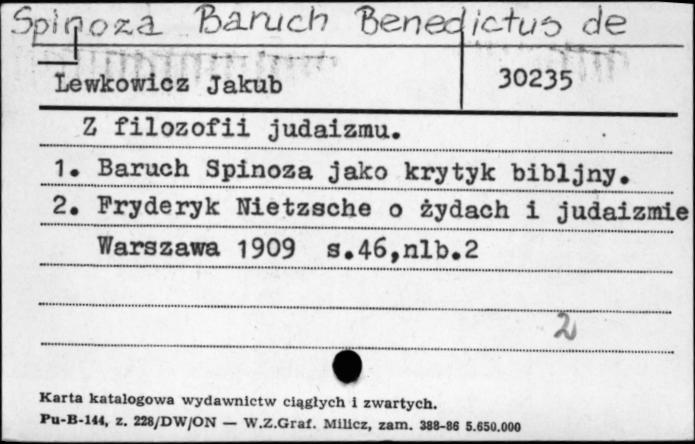 Spinoza Baruch Benedictus de
Lewkowicz Jakub 30235
Z filozofii judaizmu.
1. Baruch Spinoza jako krytyk bibljny.
2. Fryderyk Nietzsche o żydach i judaizmie
Warszawa 1909 s.46,nlb.2
2
Karta katalogowa wydawnictw ciągłych i zwartych.
Pu-B-144, z. 228/DW/ON — W.Z.Graf. Milicz, zam. 388-86 5.650.000